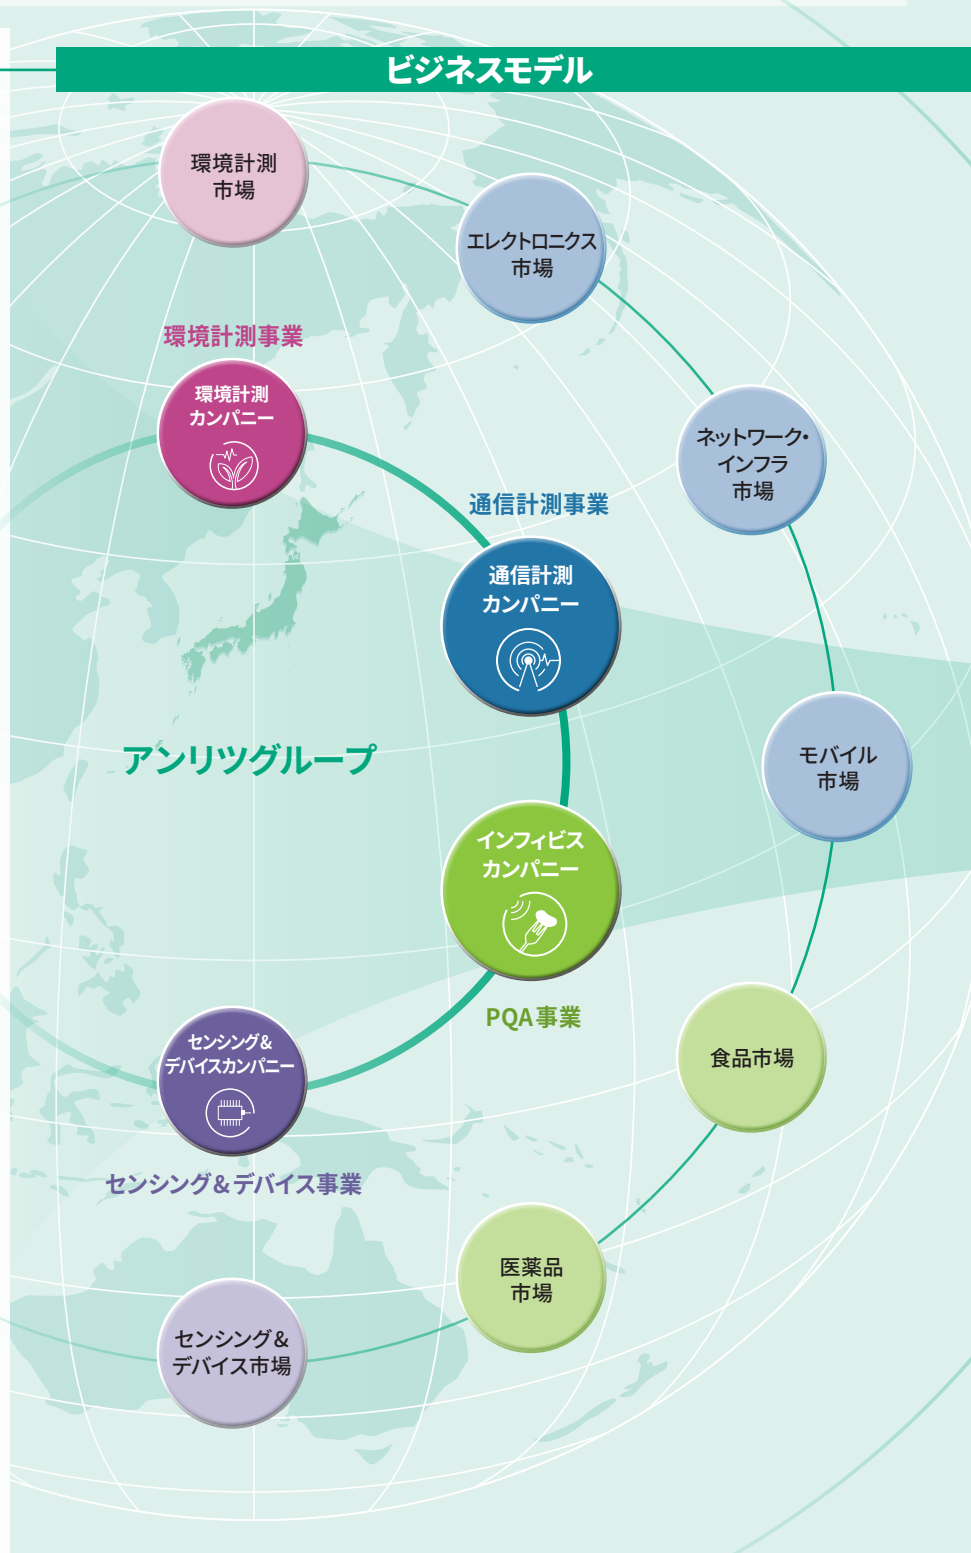 ビジネスモデル
環境計測
市場
エレクトロニクス
市場
環境計測事業
環境計測
カンパニー
ネットワーク・
インフラ
市場
通信計測事業
通信計測
カンパニー
アンリツグループ
モバイル
市場
インフィビス
カンパニー
PQA事業
センシング&
デバイスカンパニー
食品市場
センシング&デバイス事業
医薬品
市場
センシング&
デバイス市場